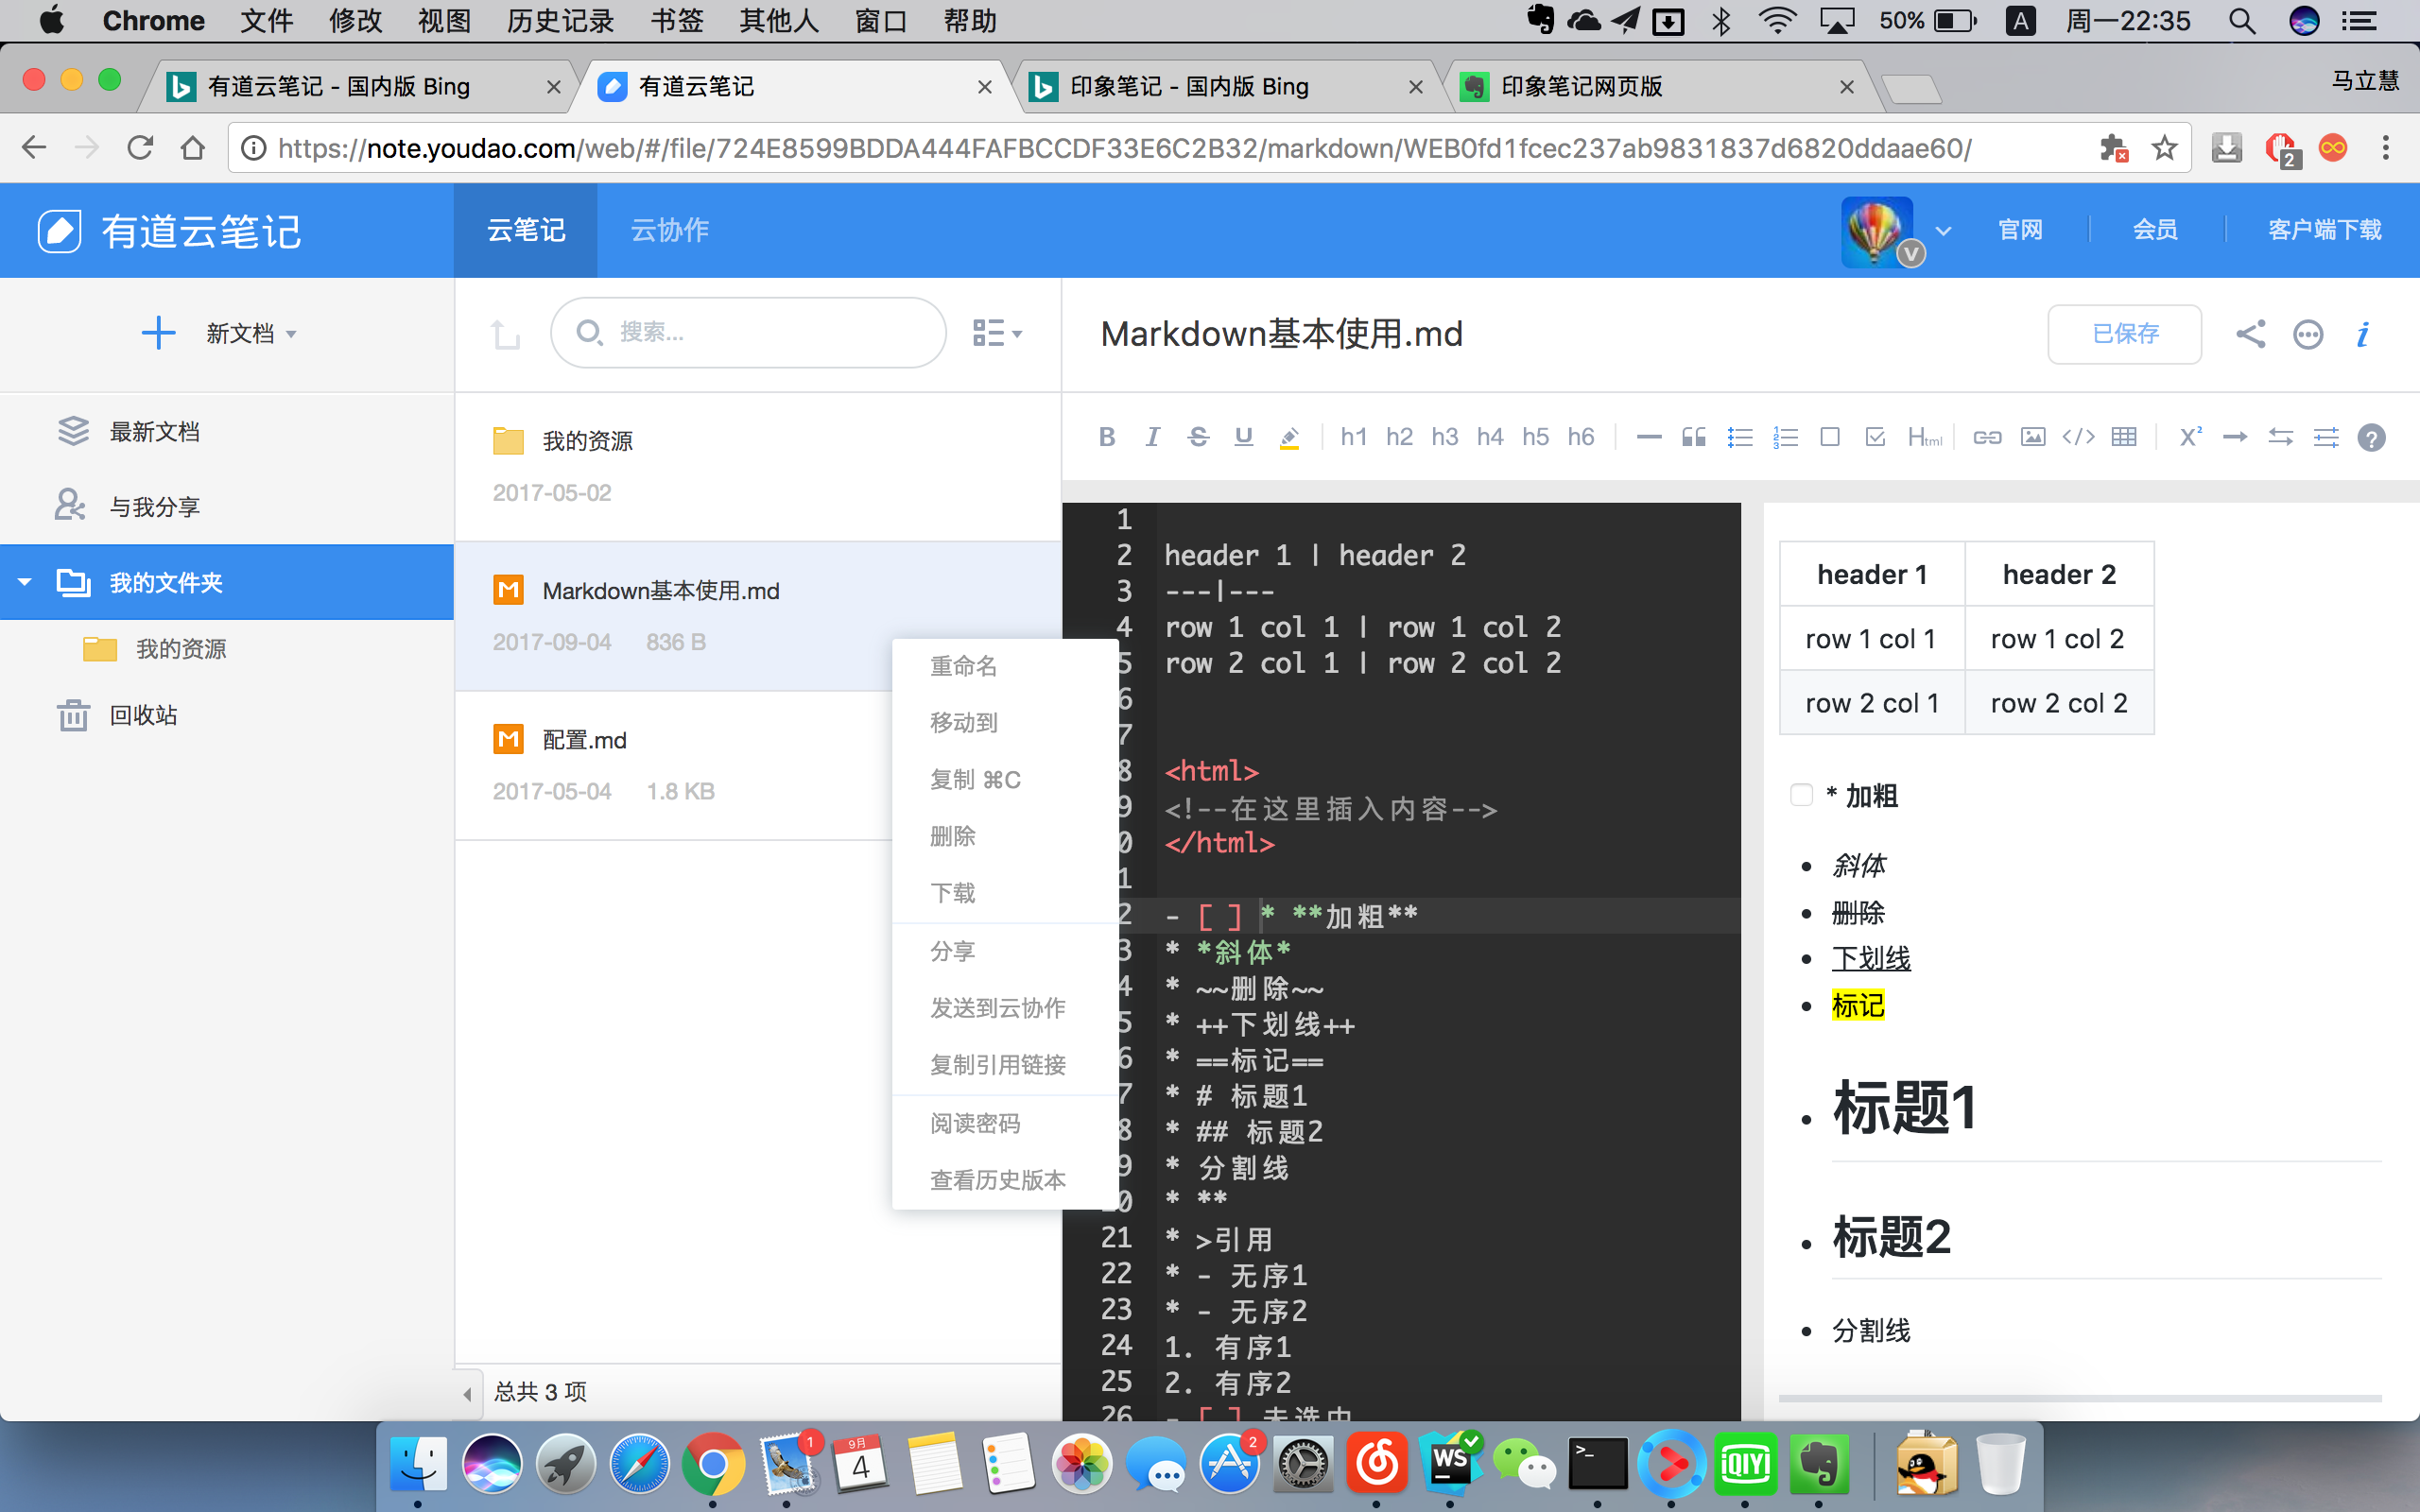 Chrome 文件 修改 视图 历史记录 书签 其他人 窗口 帮助 50% A 周一22:35
有道云笔记 - 国内版 Bing 有道云笔记 印象笔记 - 国内版 Bing 印象笔记网页版 马立慧
https://note.youdao.com/web/#/file/724E8599BDDA444FAFBCCDF33E6C2B32/markdown/WEB0fd1fcec237ab9831837d6820ddaae60/ 2
有道云笔记 云笔记 云协作 V 官网 会员 客户端下载
新文档 搜索... Markdown基本使用.md 已保存 i
B I S U h1 h2 h3 h4 h5 h6 Html </> X² ?
最新文档
与我分享
我的文件夹
我的资源
回收站
我的资源
2017-05-02
Markdown基本使用.md
2017-09-04 836 B
配置.md
2017-05-04 1.8 KB
总共 3 项
重命名
移动到
复制 ⌘C
删除
下载
分享
发送到云协作
复制引用链接
阅读密码
查看历史版本
1
2 header 1 | header 2
3 ---|---
4 row 1 col 1 | row 1 col 2
5 row 2 col 1 | row 2 col 2
6
7
8 <html>
9 <!--在这里插入内容-->
0 </html>
1
2 - [ ] * **加粗**
3 * *斜体*
4 * ~~删除~~
5 * ++下划线++
6 * ==标记==
7 * # 标题1
8 * ## 标题2
9 * 分割线
0 * **
21 * >引用
22 * - 无序1
23 * - 无序2
24 1. 有序1
25 2. 有序2
26 - [ ] 未选中
header 1 header 2
row 1 col 1 row 1 col 2
row 2 col 1 row 2 col 2
* 加粗
斜体
删除
下划线
标记
标题1
标题2
分割线
1 9月 4 2 WS >_ QIYI